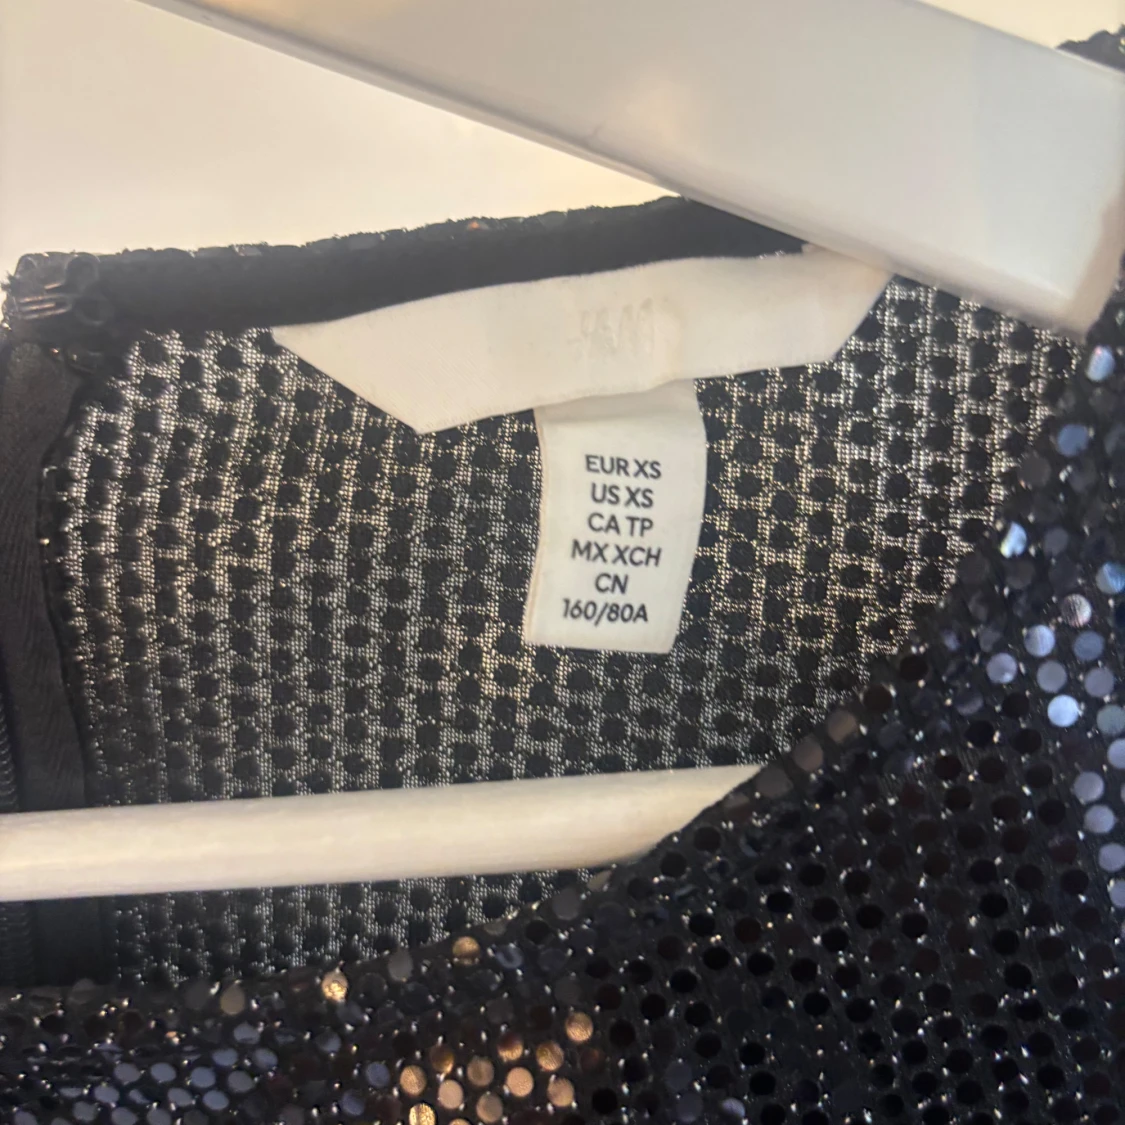 H&M
EUR XS
US XS
CA TP
MX XCH
CN
160/80A